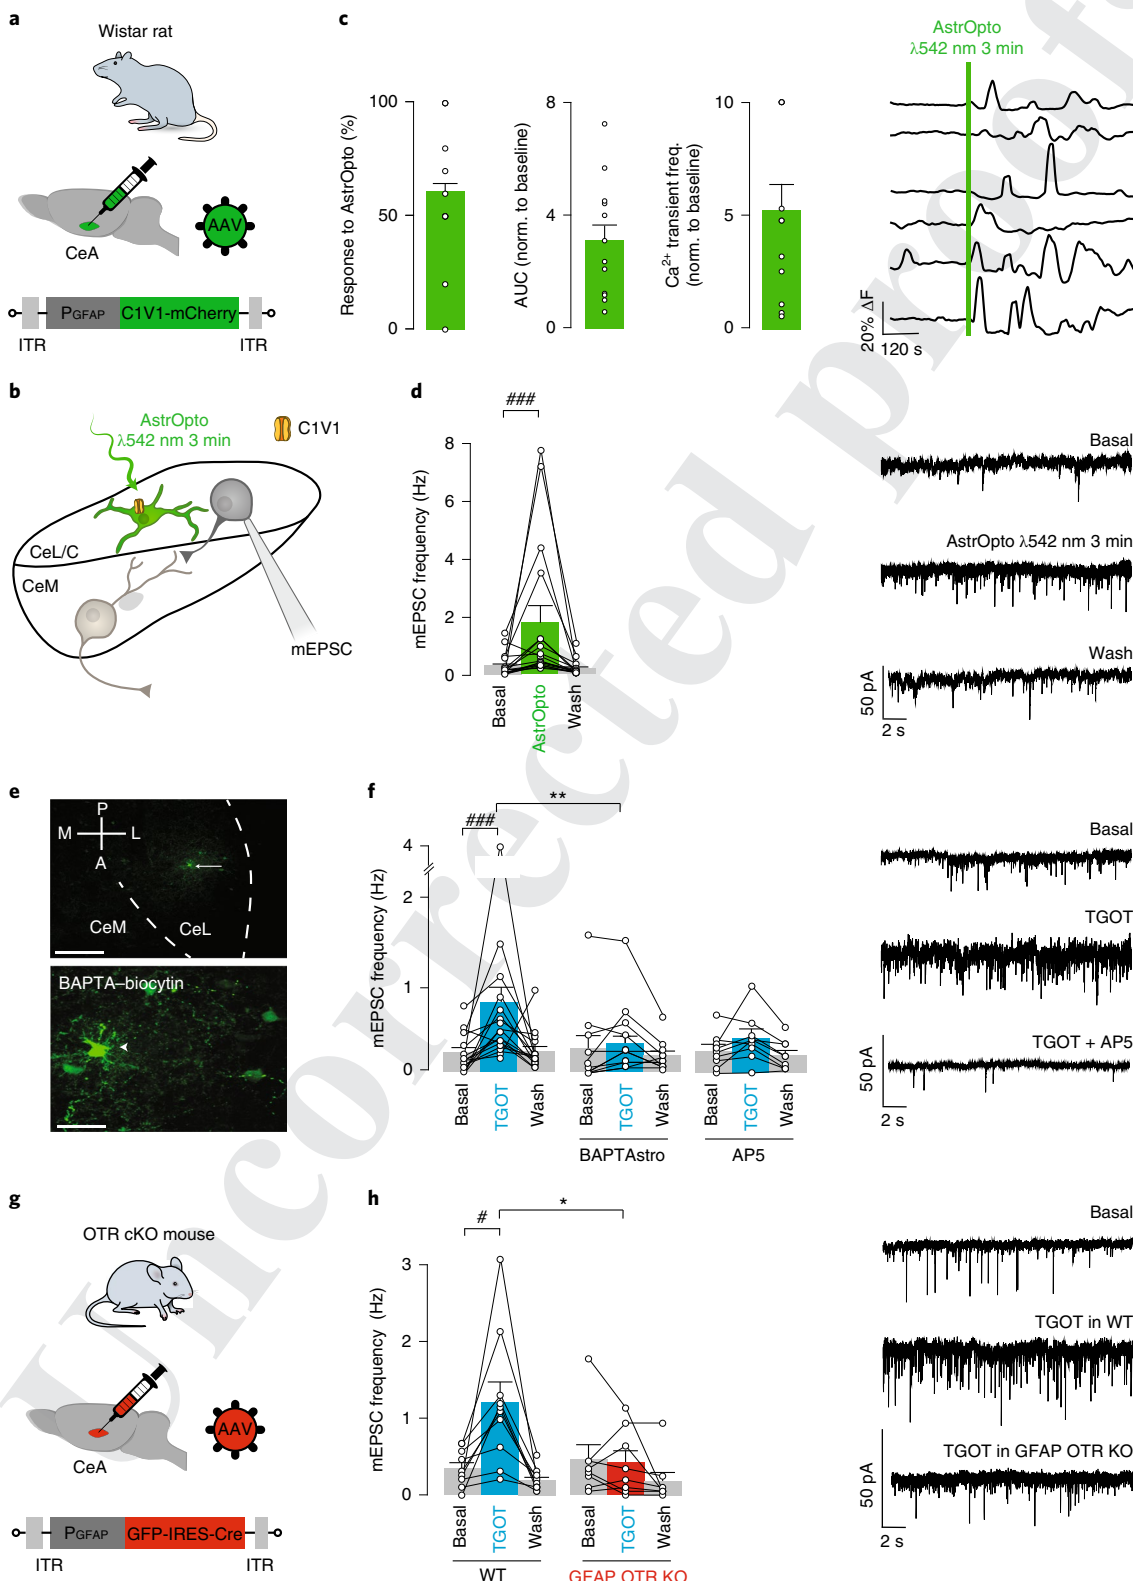 a
Wistar rat
CeA
AAV
PGFAP
C1V1-mCherry
ITR
ITR
c
Response to AstrOpto (%)
100
50
0
AUC (norm. to baseline)
8
4
0
Ca2+ transient freq.
(norm. to baseline)
10
5
0
AstrOpto
λ542 nm 3 min
20% ΔF
120 s
b
AstrOpto
λ542 nm 3 min
C1V1
CeL/C
CeM
mEPSC
d
###
mEPSC frequency (Hz)
8
6
4
2
0
Basal
AstrOpto
Wash
Basal
AstrOpto λ542 nm 3 min
Wash
50 pA
2 s
e
P
M
L
A
CeM
CeL
BAPTA–biocytin
f
**
###
mEPSC frequency (Hz)
4
2
1
0
Basal
TGOT
Wash
Basal
TGOT
Wash
Basal
TGOT
Wash
BAPTAstro
AP5
Basal
TGOT
TGOT + AP5
50 pA
2 s
g
OTR cKO mouse
CeA
AAV
PGFAP
GFP-IRES-Cre
ITR
ITR
h
*
#
mEPSC frequency (Hz)
3
2
1
0
Basal
TGOT
Wash
Basal
TGOT
Wash
WT
GFAP OTR KO
Basal
TGOT in WT
TGOT in GFAP OTR KO
50 pA
2 s
Uncorrected proof